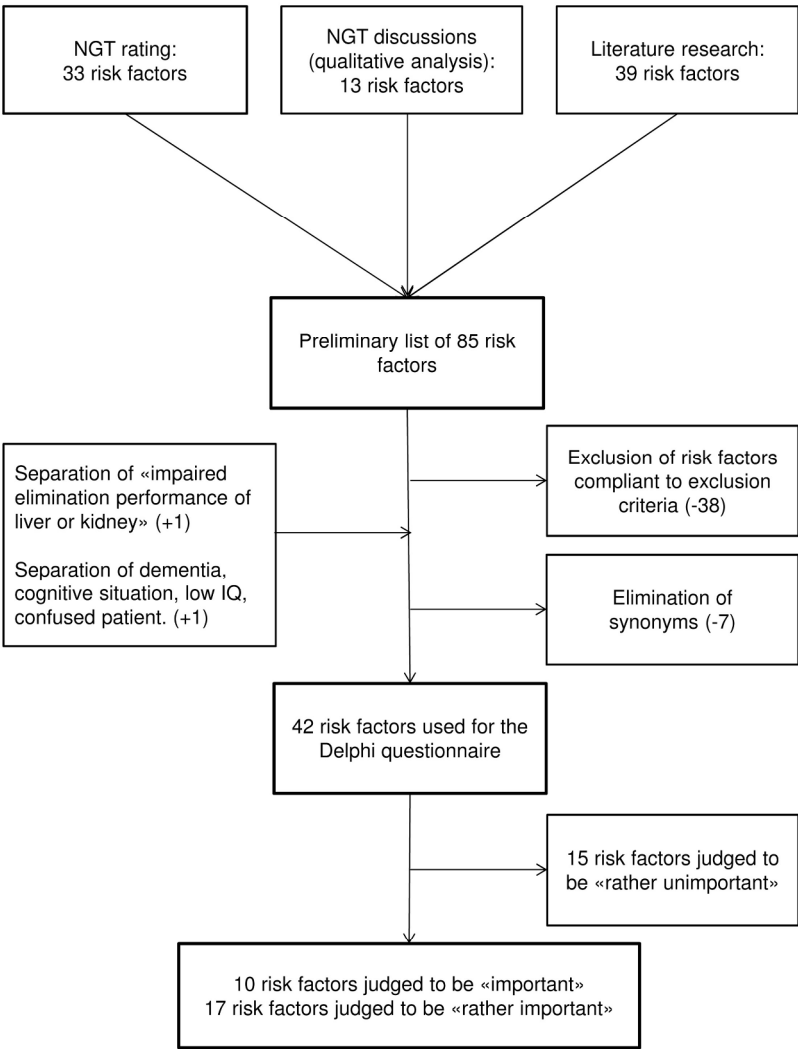 NGT rating:
33 risk factors
NGT discussions
(qualitative analysis):
13 risk factors
Literature research:
39 risk factors
Preliminary list of 85 risk
factors
Separation of «impaired
elimination performance of
liver or kidney» (+1)
Separation of dementia,
cognitive situation, low IQ,
confused patient. (+1)
Exclusion of risk factors
compliant to exclusion
criteria (-38)
Elimination of
synonyms (-7)
42 risk factors used for the
Delphi questionnaire
15 risk factors judged to
be «rather unimportant»
10 risk factors judged to be «important»
17 risk factors judged to be «rather important»